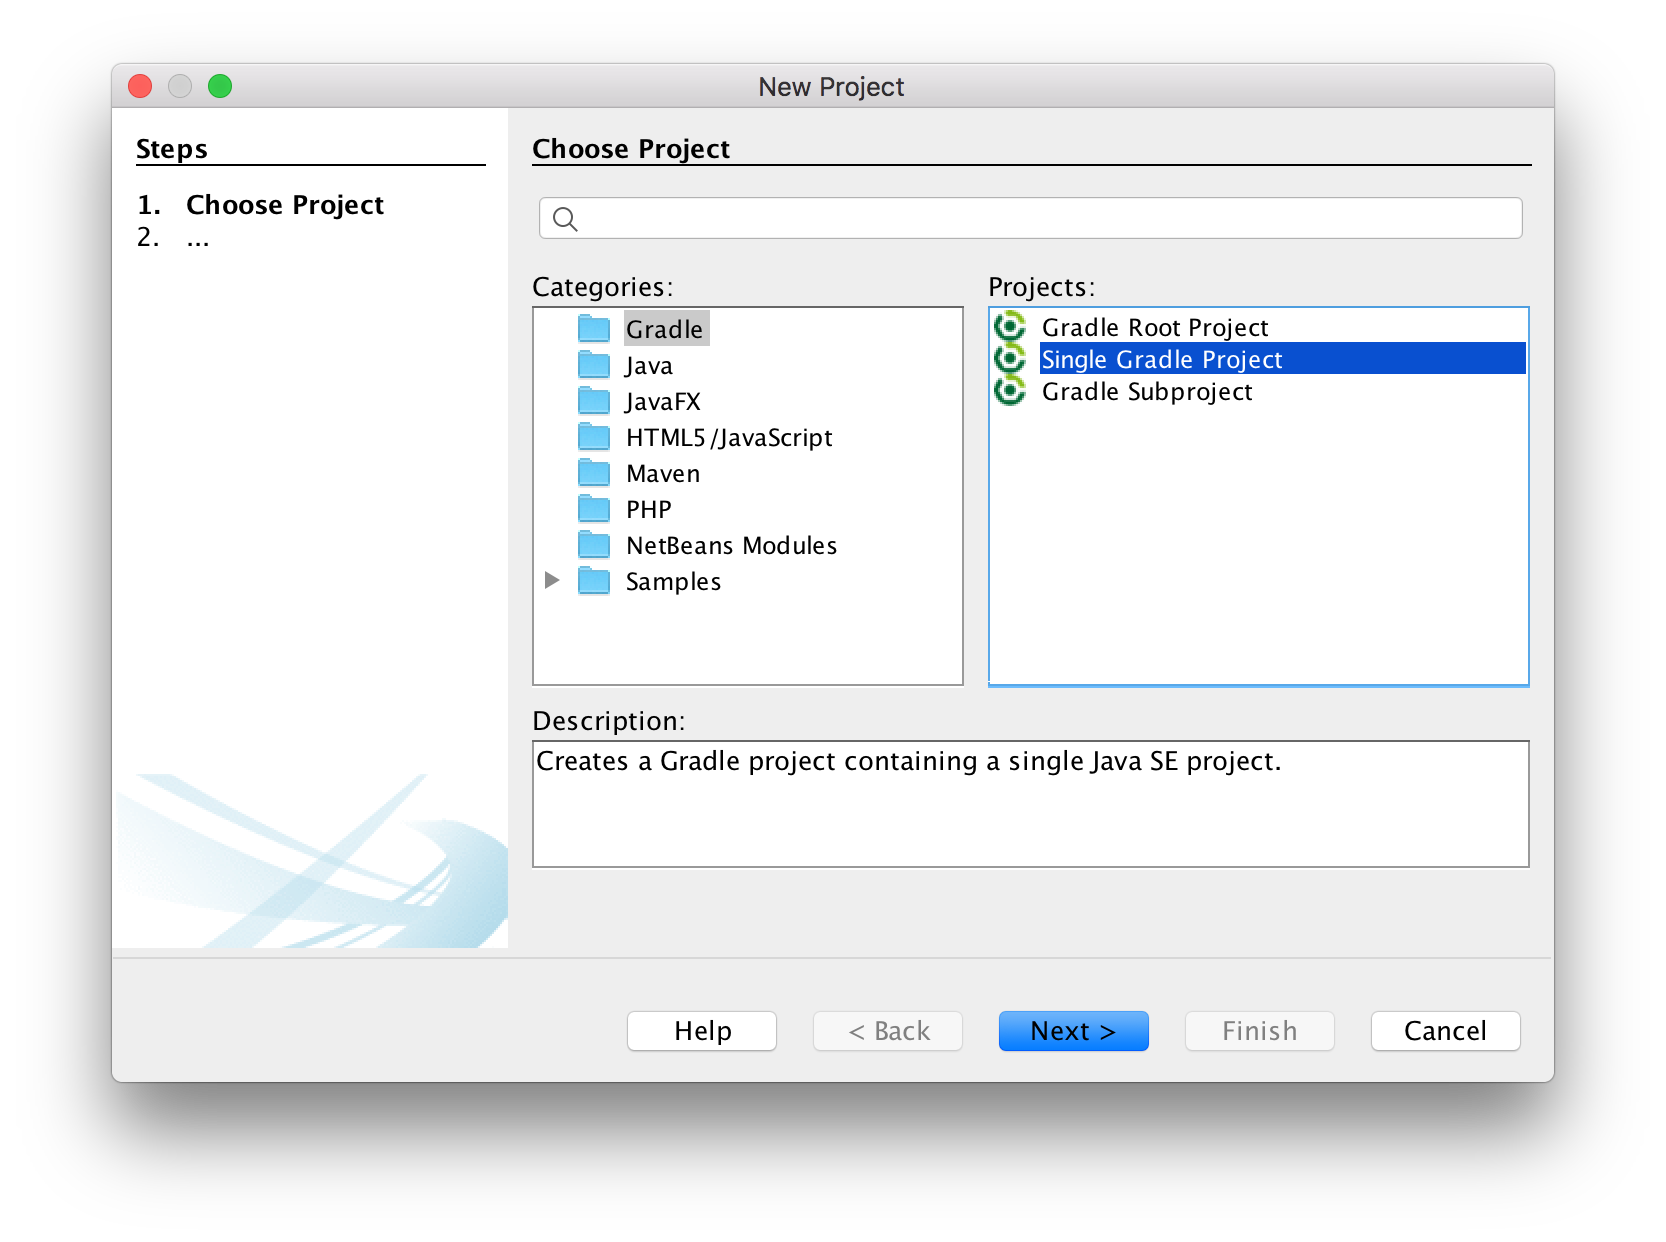 New Project
Steps
1. Choose Project
2. ...
Choose Project
Categories:
Gradle
Java
JavaFX
HTML5/JavaScript
Maven
PHP
NetBeans Modules
Samples
Projects:
Gradle Root Project
Single Gradle Project
Gradle Subproject
Description:
Creates a Gradle project containing a single Java SE project.
Help
< Back
Next >
Finish
Cancel